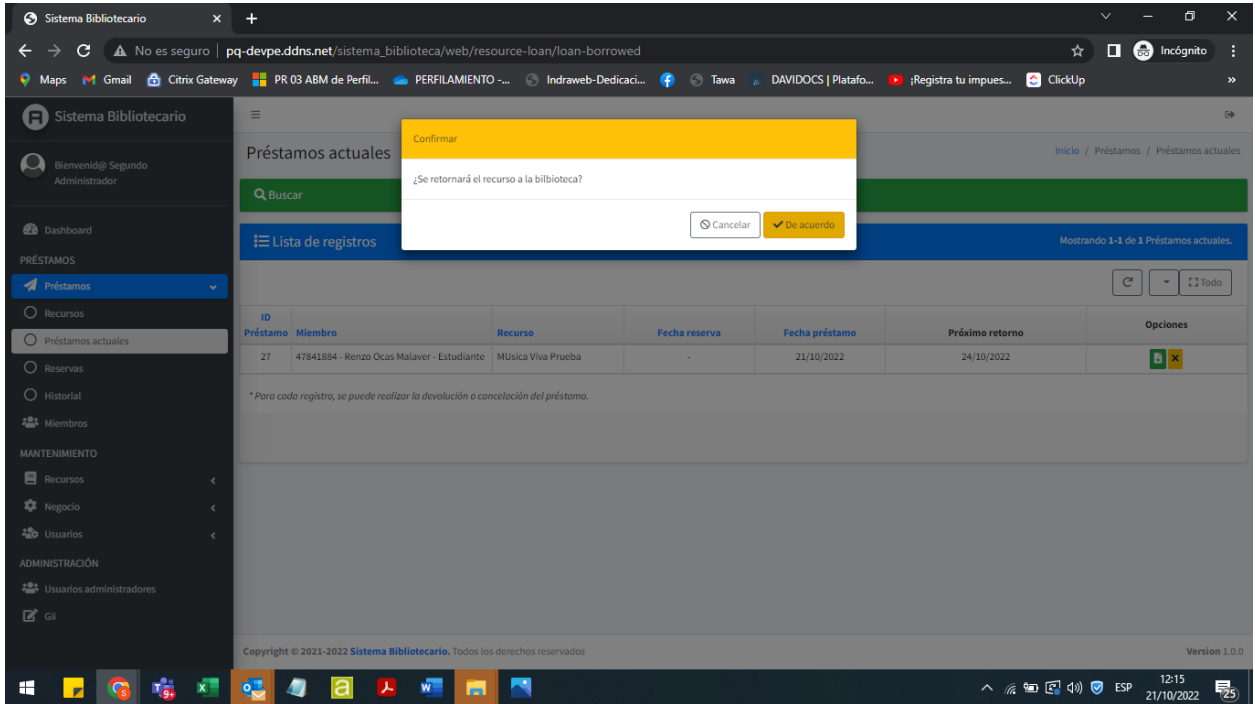 Sistema Bibliotecario
No es seguro | pq-devpe.ddns.net/sistema_biblioteca/web/resource-loan/loan-borrowed
Incógnito
Maps Gmail Citrix Gateway PR 03 ABM de Perfil... PERFILAMIENTO -... Indraweb-Dedicaci... Tawa DAVIDOCS | Platafo... ¡Registra tu impues... ClickUp »
Sistema Bibliotecario
Bienvenid@ Segundo
Administrador
Dashboard
PRÉSTAMOS
Préstamos
Recursos
Préstamos actuales
Reservas
Historial
Miembros
MANTENIMIENTO
Recursos
Negocio
Usuarios
ADMINISTRACIÓN
Usuarios administradores
Gii
Préstamos actuales
Inicio / Préstamos / Préstamos actuales
Confirmar
¿Se retornará el recurso a la bilbioteca?
Cancelar De acuerdo
Buscar
Lista de registros
Mostrando 1-1 de 1 Préstamos actuales.
Todo
ID Préstamo Miembro Recurso Fecha reserva Fecha préstamo Próximo retorno Opciones
27 47841884 - Renzo Ocas Malaver - Estudiante MUsica Viva Prueba - 21/10/2022 24/10/2022
* Para cada registro, se puede realizar la devolución o cancelación del préstamo.
Copyright © 2021-2022 Sistema Bibliotecario. Todos los derechos reservados
Version 1.0.0
9+
ESP
12:15
21/10/2022
25